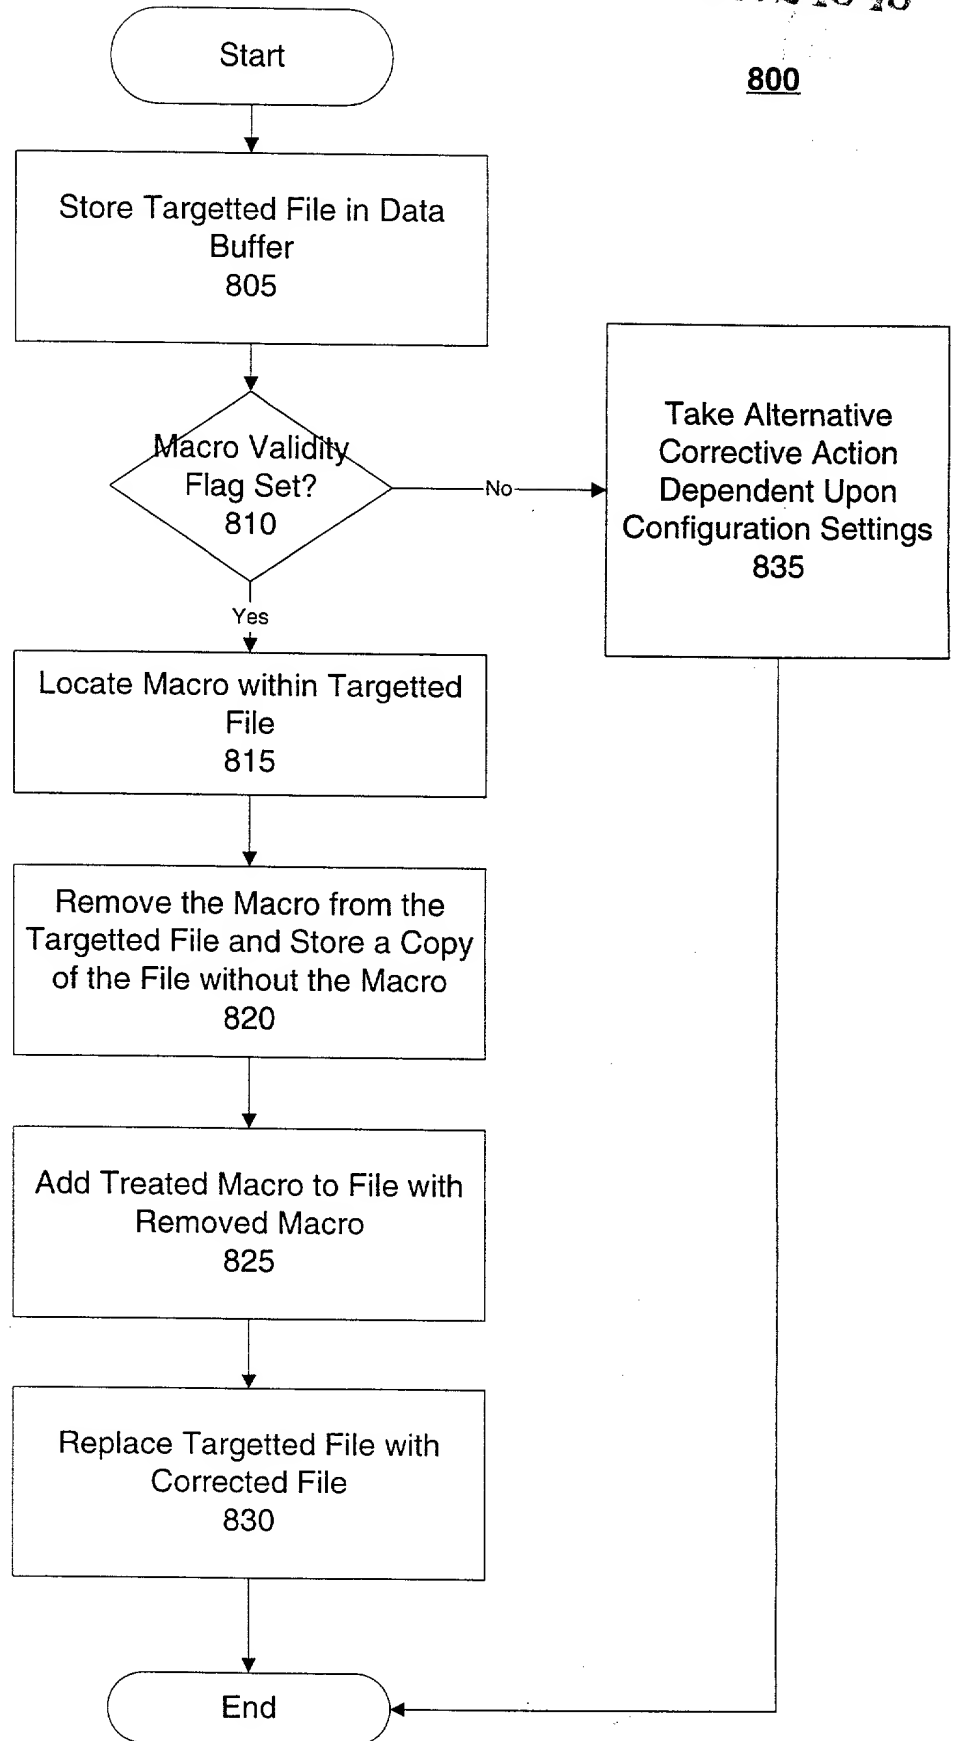 800
Start
Store Targetted File in Data
Buffer
805
Macro Validity
Flag Set?
810
No
Take Alternative
Corrective Action
Dependent Upon
Configuration Settings
835
Yes
Locate Macro within Targetted
File
815
Remove the Macro from the
Targetted File and Store a Copy
of the File without the Macro
820
Add Treated Macro to File with
Removed Macro
825
Replace Targetted File with
Corrected File
830
End